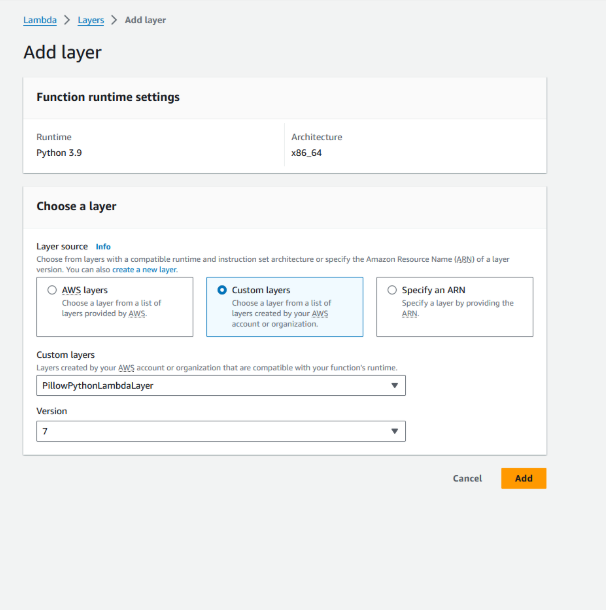 Lambda > Layers > Add layer
Add layer
Function runtime settings
Runtime
Python 3.9
Architecture
x86_64
Choose a layer
Layer source Info
Choose from layers with a compatible runtime and instruction set architecture or specify the Amazon Resource Name (ARN) of a layer
version. You can also create a new layer.
AWS layers
Choose a layer from a list of
layers provided by AWS.
Custom layers
Choose a layer from a list of
layers created by your AWS
account or organization.
Specify an ARN
Specify a layer by providing the
ARN.
Custom layers
Layers created by your AWS account or organization that are compatible with your function's runtime.
PillowPythonLambdaLayer
Version
7
Cancel
Add